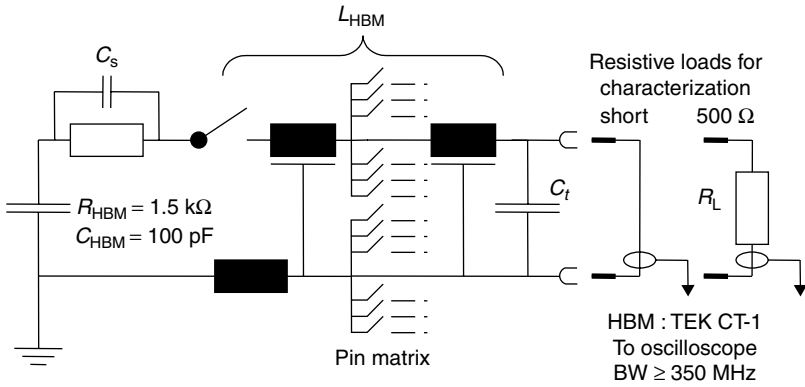 L_HBM
C_s
Resistive loads for
characterization
short 500 Ω
C_t
R_L
R_HBM = 1.5 kΩ
C_HBM = 100 pF
Pin matrix
HBM : TEK CT-1
To oscilloscope
BW ≥ 350 MHz